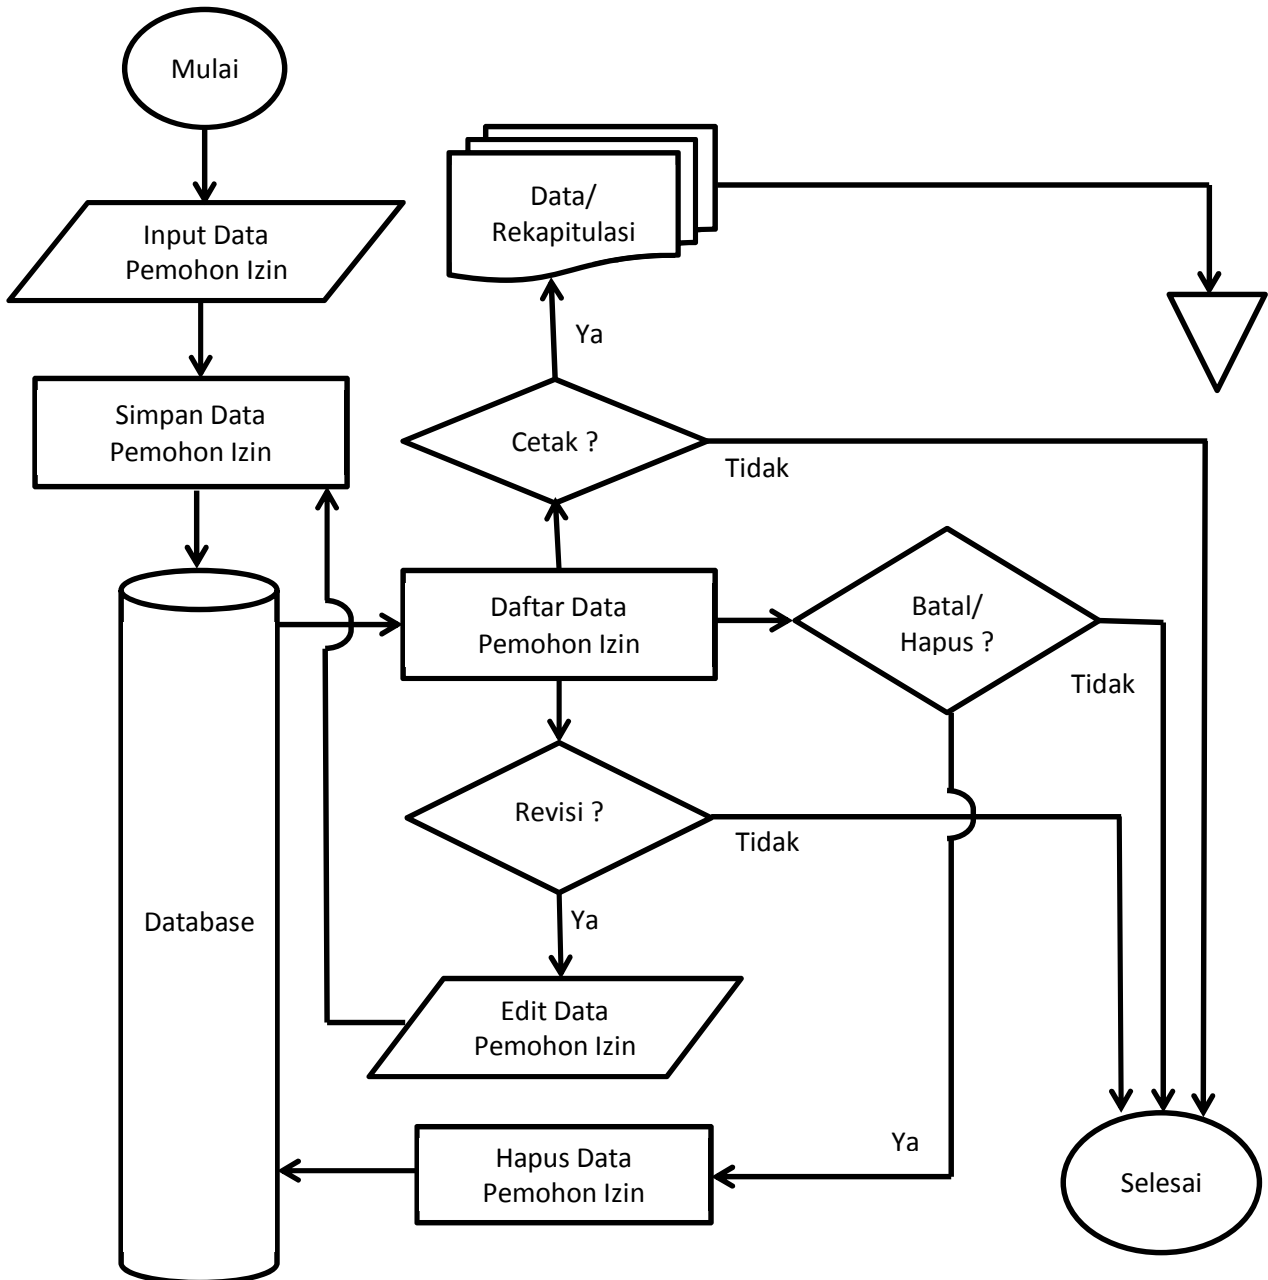 Mulai
Input Data
Pemohon Izin
Simpan Data
Pemohon Izin
Database
Data/
Rekapitulasi
Ya
Cetak ?
Tidak
Daftar Data
Pemohon Izin
Batal/
Hapus ?
Tidak
Revisi ?
Tidak
Ya
Edit Data
Pemohon Izin
Hapus Data
Pemohon Izin
Ya
Selesai